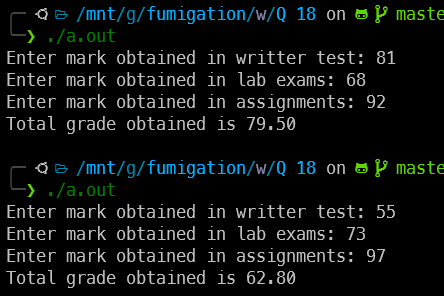 /mnt/g/fumigation/w/Q 18 on maste
❯ ./a.out
Enter mark obtained in writter test: 81
Enter mark obtained in lab exams: 68
Enter mark obtained in assignments: 92
Total grade obtained is 79.50
/mnt/g/fumigation/w/Q 18 on maste
❯ ./a.out
Enter mark obtained in writter test: 55
Enter mark obtained in lab exams: 73
Enter mark obtained in assignments: 97
Total grade obtained is 62.80